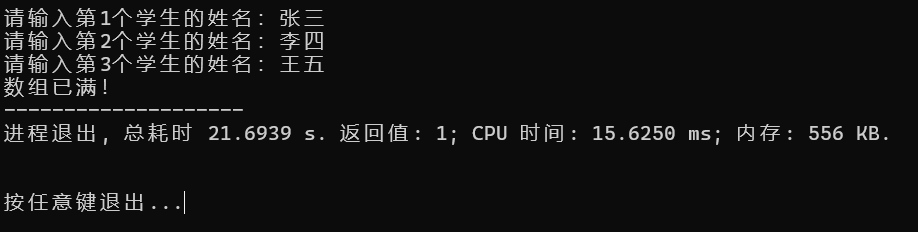 请输入第1个学生的姓名: 张三
请输入第2个学生的姓名: 李四
请输入第3个学生的姓名: 王五
数组已满!
--------------------
进程退出, 总耗时 21.6939 s. 返回值: 1; CPU 时间: 15.6250 ms; 内存: 556 KB.
按任意键退出...